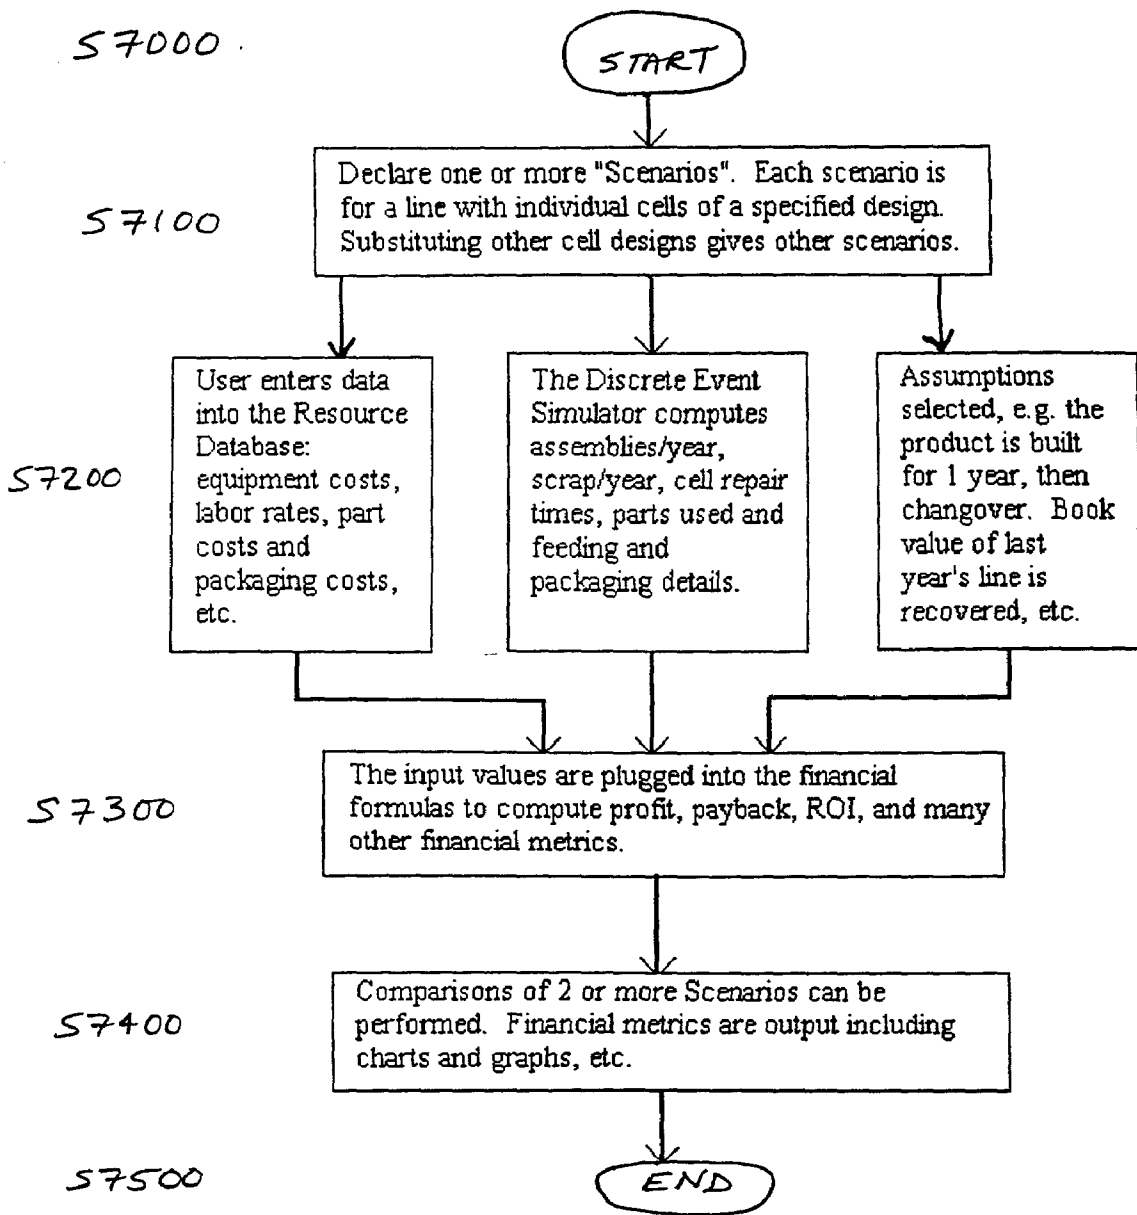 S7000
START
S7100
Declare one or more "Scenarios". Each scenario is
for a line with individual cells of a specified design.
Substituting other cell designs gives other scenarios.
S7200
User enters data
into the Resource
Database:
equipment costs,
labor rates, part
costs and
packaging costs,
etc.
The Discrete Event
Simulator computes
assemblies/year,
scrap/year, cell repair
times, parts used and
feeding and
packaging details.
Assumptions
selected, e.g. the
product is built
for 1 year, then
changover. Book
value of last
year's line is
recovered, etc.
S7300
The input values are plugged into the financial
formulas to compute profit, payback, ROI, and many
other financial metrics.
S7400
Comparisons of 2 or more Scenarios can be
performed. Financial metrics are output including
charts and graphs, etc.
S7500
END